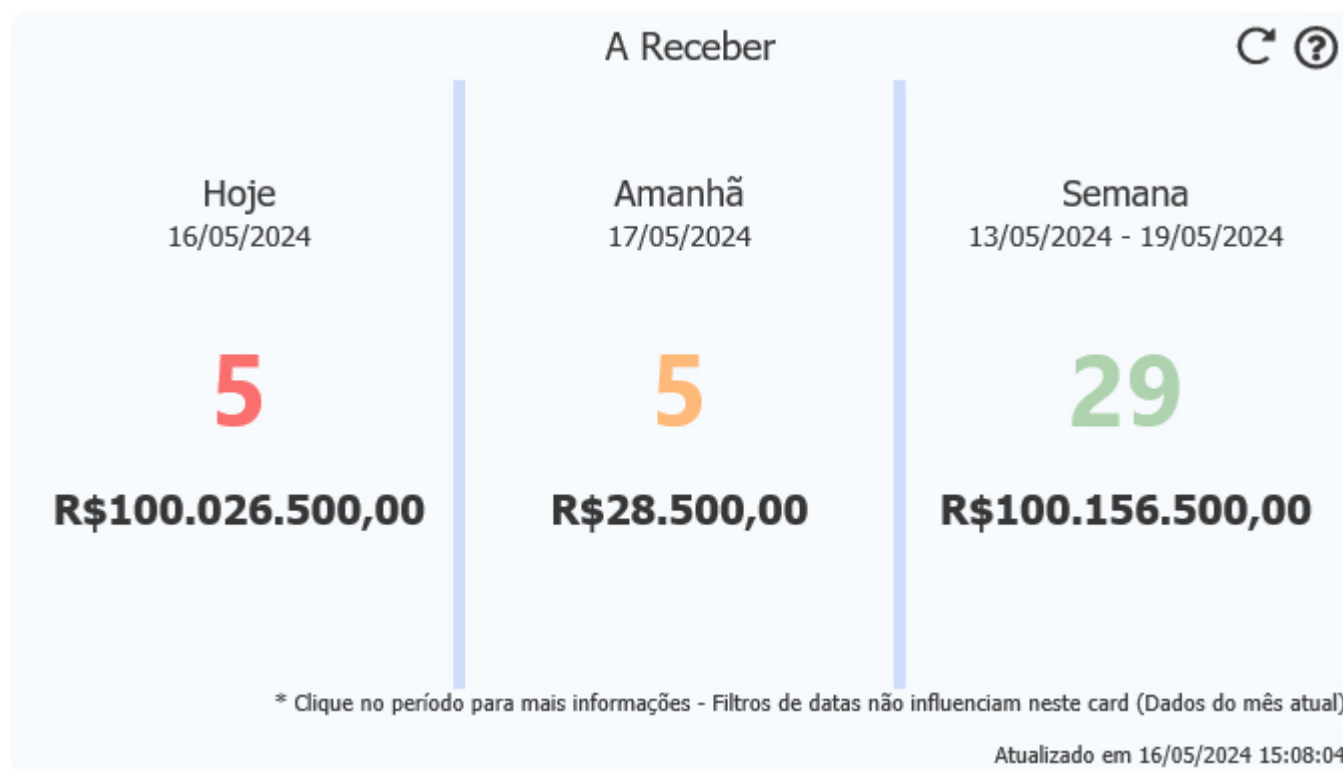 A Receber
Hoje
16/05/2024
5
R$100.026.500,00
Amanhã
17/05/2024
5
R$28.500,00
Semana
13/05/2024 - 19/05/2024
29
R$100.156.500,00
* Clique no período para mais informações - Filtros de datas não influenciam neste card (Dados do mês atual)
Atualizado em 16/05/2024 15:08:04